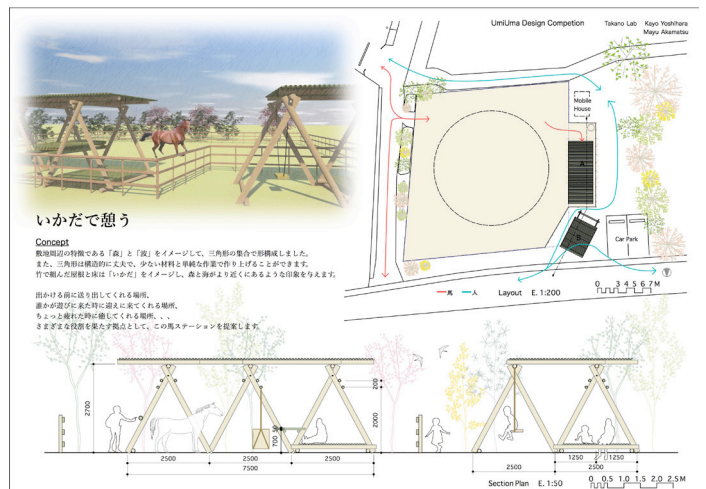 UmiUma Design Competion
Takano Lab Kayo Yoshihara
Mayu Akamatsu
Mobile
House
A
B
Car Park
馬 人 Layout E. 1:200
0 3 4 5 6 7 M
いかだで憩う
Concept
敷地周辺の特徴である「森」と「波」をイメージして、三角形の集合で形構成しました。
また、三角形は構造的に丈夫で、少ない材料と単純な作業で作り上げることができます。
竹で組んだ屋根と床は「いかだ」をイメージし、森と海がより近くにあるような印象を与えます。
出かける前に送り出してくれる場所、
誰かが遊びに来た時に迎えに来てくれる場所、
ちょっと疲れた時に癒してくれる場所、、、
さまざまな役割を果たす拠点として、この馬ステーションを提案します。
2700
200
2000
700
50
2500 2500 2500
7500
1250 1250
2500 2500
Section Plan E. 1:50
0 0.5 1.0 1.5 2.0 2.5 M